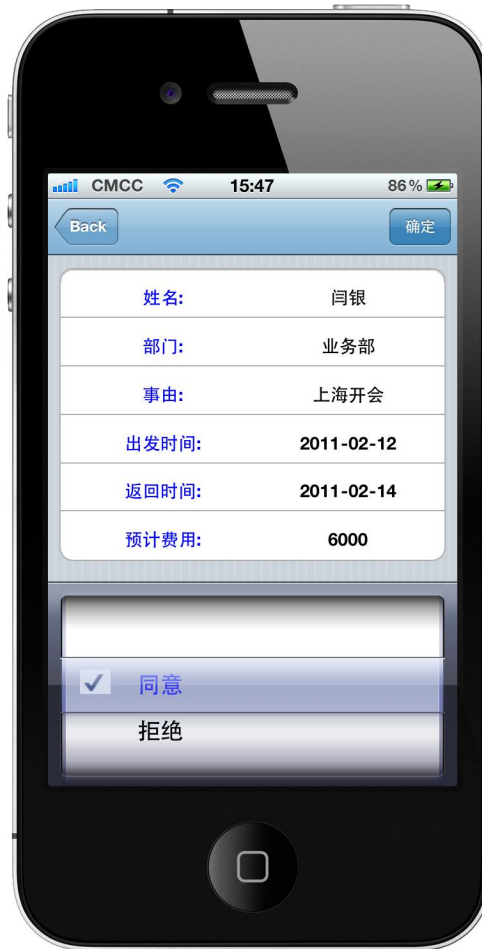 CMCC 15:47 86%
Back 确定
姓名: 闫银
部门: 业务部
事由: 上海开会
出发时间: 2011-02-12
返回时间: 2011-02-14
预计费用: 6000
同意
拒绝